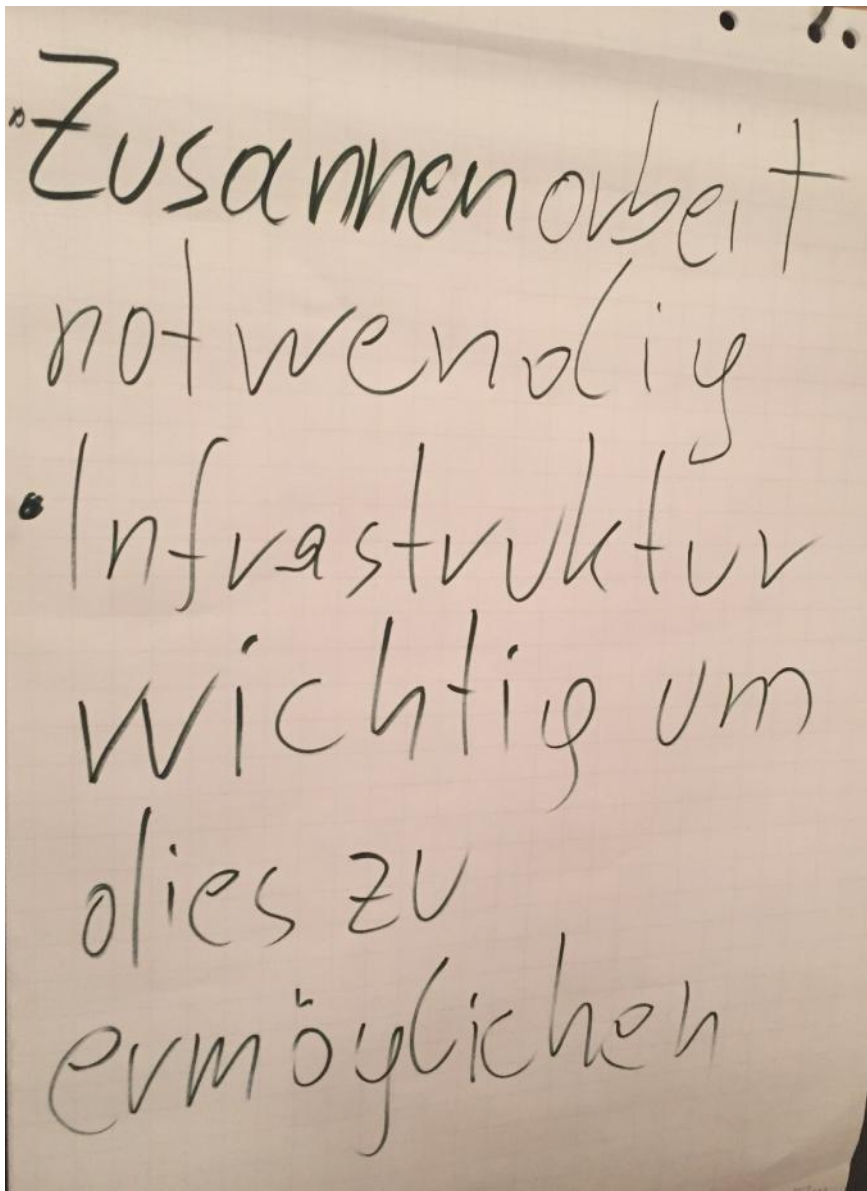 • Zusammenarbeit
notwendig
• Infrastruktur
wichtig um
dies zu
ermöglichen